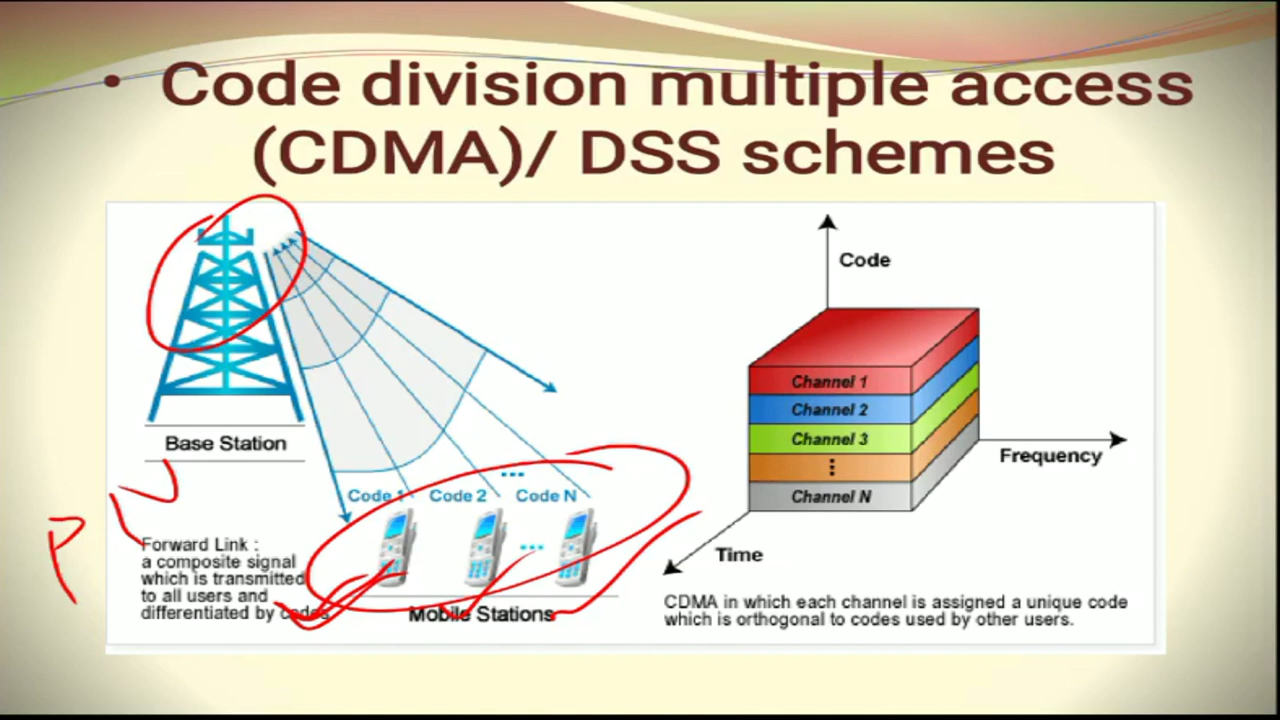 • Code division multiple access
(CDMA)/ DSS schemes
Base Station
Code 1 Code 2 ... Code N
...
Mobile Stations
P N
Forward Link :
a composite signal
which is transmitted
to all users and
differentiated by codes
Code
Channel 1
Channel 2
Channel 3
⋮
Channel N
Frequency
Time
CDMA in which each channel is assigned a unique code
which is orthogonal to codes used by other users.